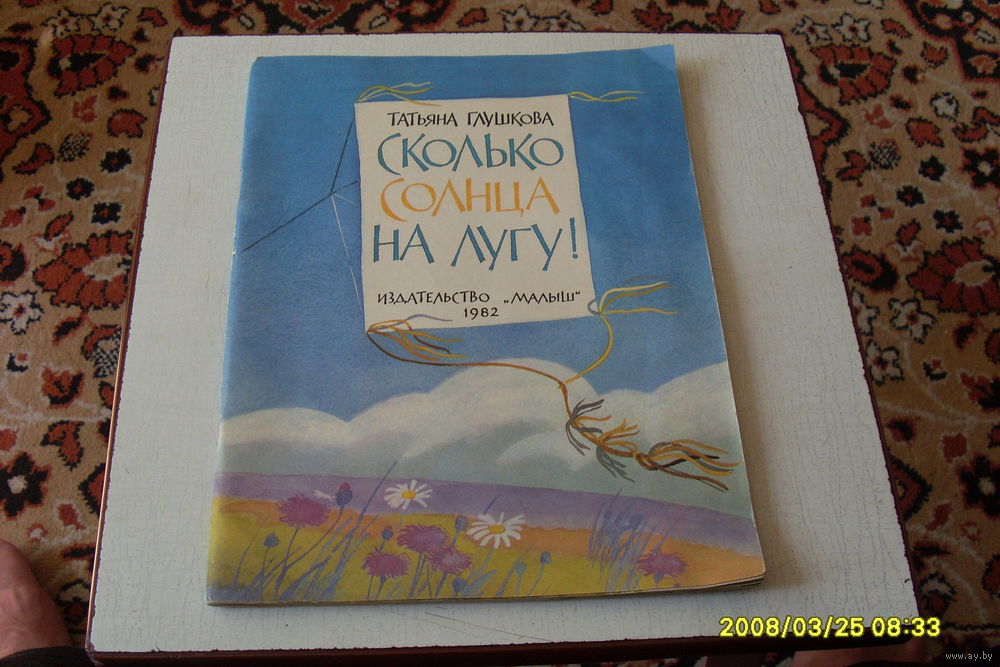 ТАТЬЯНА ГЛУШКОВА
СКОЛЬКО
СОЛНЦА
НА ЛУГУ!
ИЗДАТЕЛЬСТВО „МАЛЫШ“
1982
2008/03/25 08:33
www.ay.by